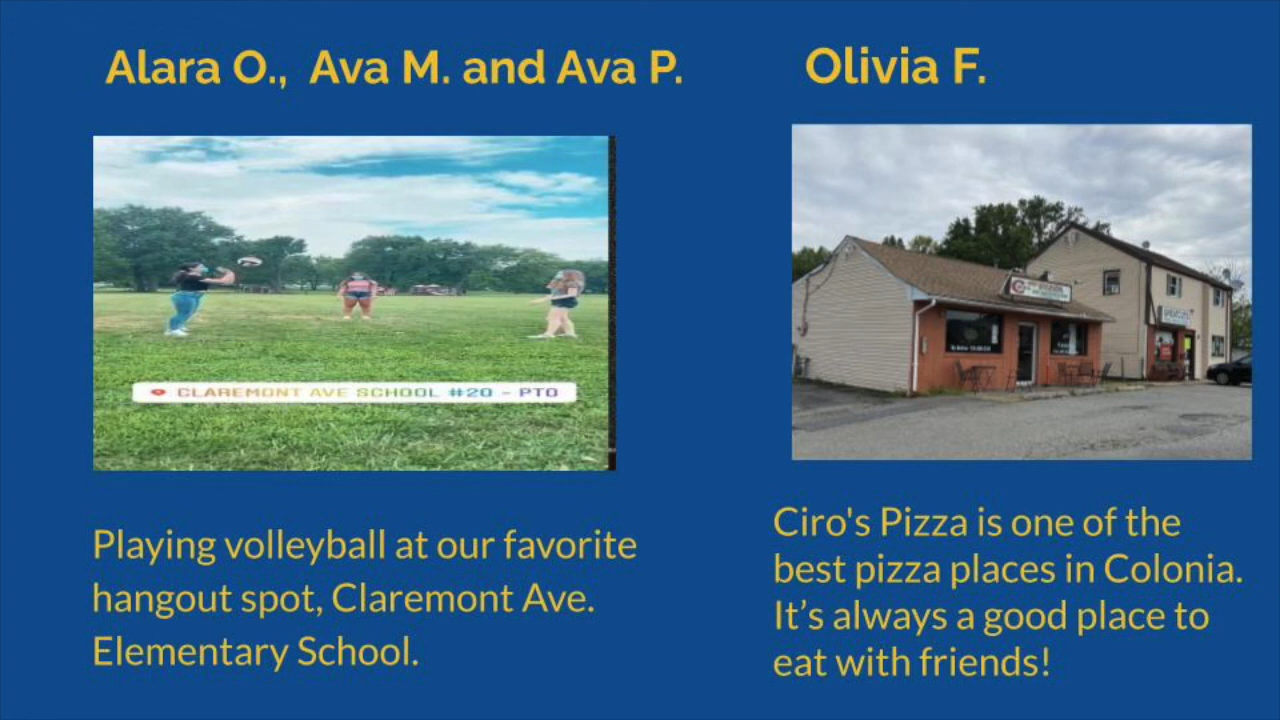 Alara O.,  Ava M. and Ava P.
CLAREMONT AVE SCHOOL #20 - PTO
Playing volleyball at our favorite
hangout spot, Claremont Ave.
Elementary School.
Olivia F.
Ciro's Pizza is one of the
best pizza places in Colonia.
It’s always a good place to
eat with friends!